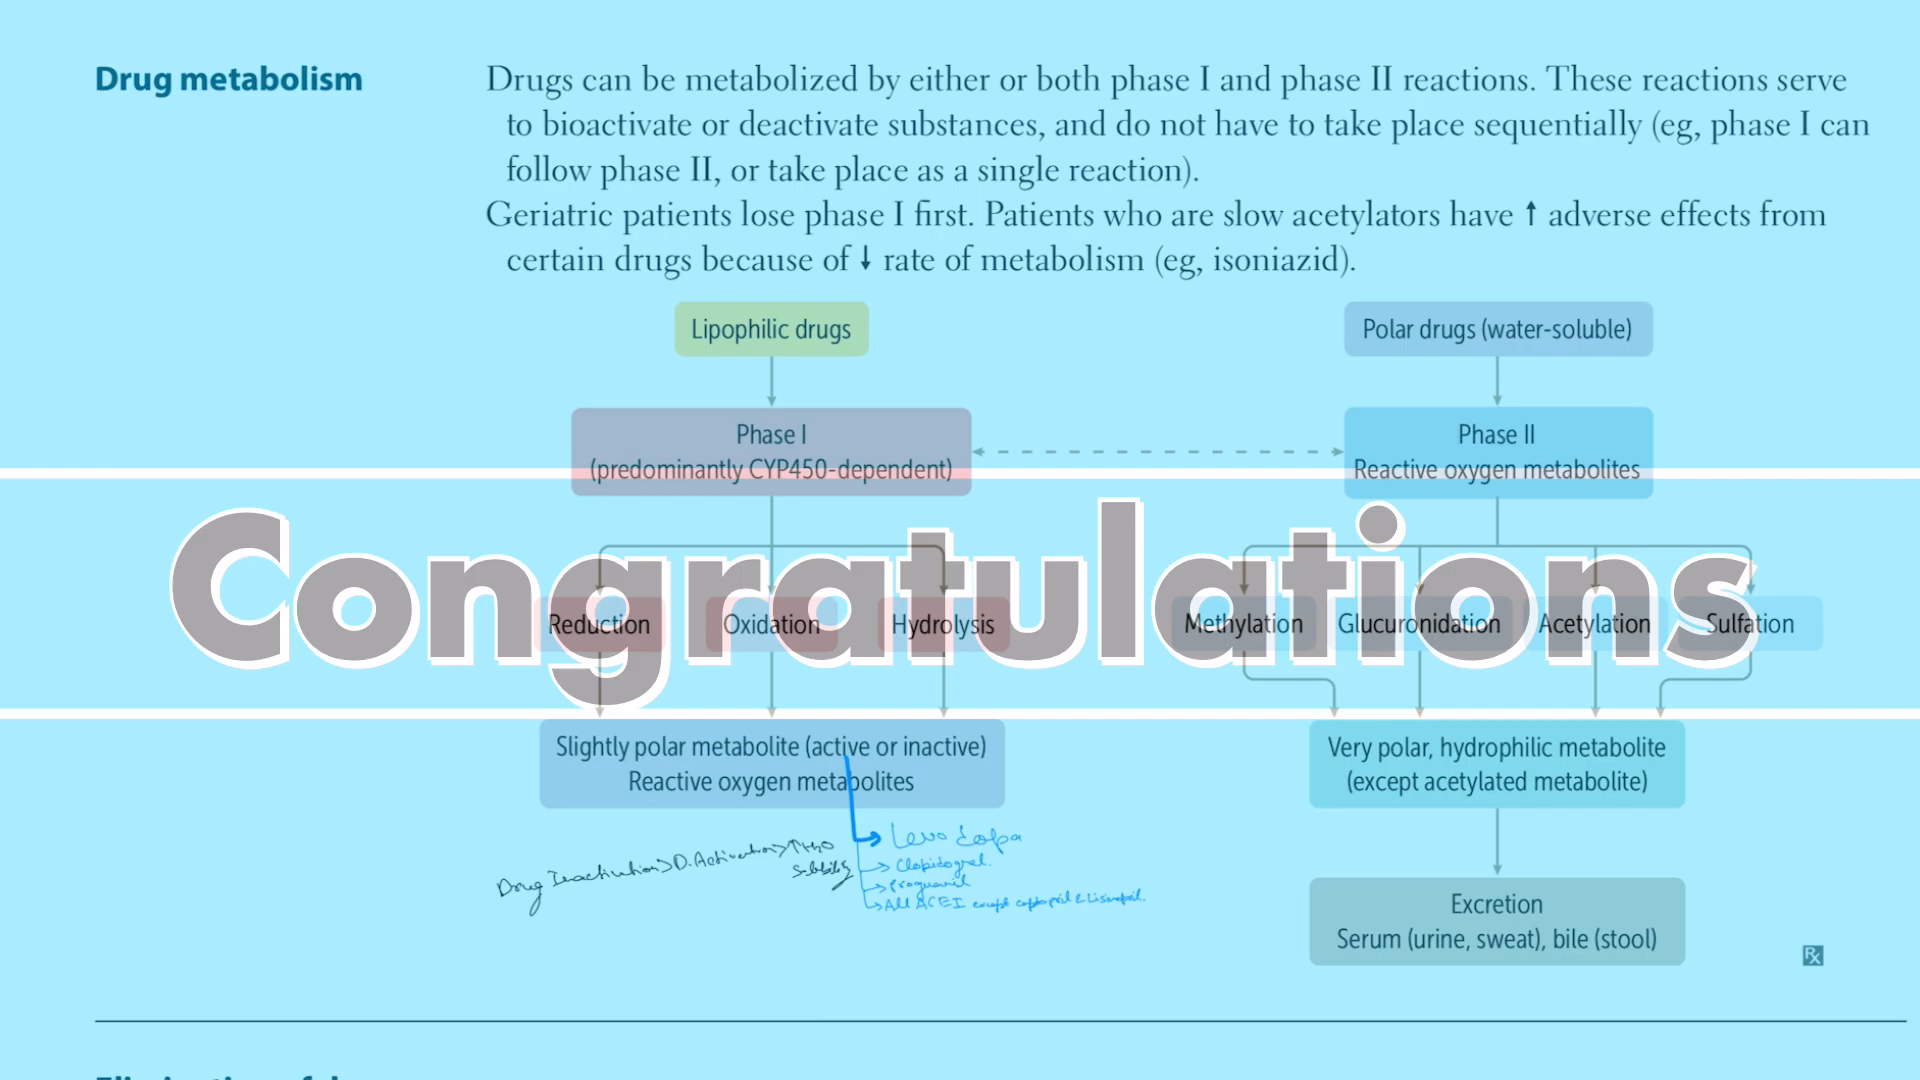 Drug metabolism
Drugs can be metabolized by either or both phase I and phase II reactions. These reactions serve
to bioactivate or deactivate substances, and do not have to take place sequentially (eg, phase I can
follow phase II, or take place as a single reaction).
Geriatric patients lose phase I first. Patients who are slow acetylators have ↑ adverse effects from
certain drugs because of ↓ rate of metabolism (eg, isoniazid).
Lipophilic drugs
Polar drugs (water-soluble)
Phase I
(predominantly CYP450-dependent)
Phase II
Reactive oxygen metabolites
Congratulations
Reduction
Oxidation
Hydrolysis
Methylation
Glucuronidation
Acetylation
Sulfation
Slightly polar metabolite (active or inactive)
Reactive oxygen metabolites
Very polar, hydrophilic metabolite
(except acetylated metabolite)
Drug Inactivation > D. Activation > ↑H2O
Solubility
Levo dopa
Clopidogrel.
Proguanil
All ACEI except captopril & Lisinopril.
Excretion
Serum (urine, sweat), bile (stool)
Rx